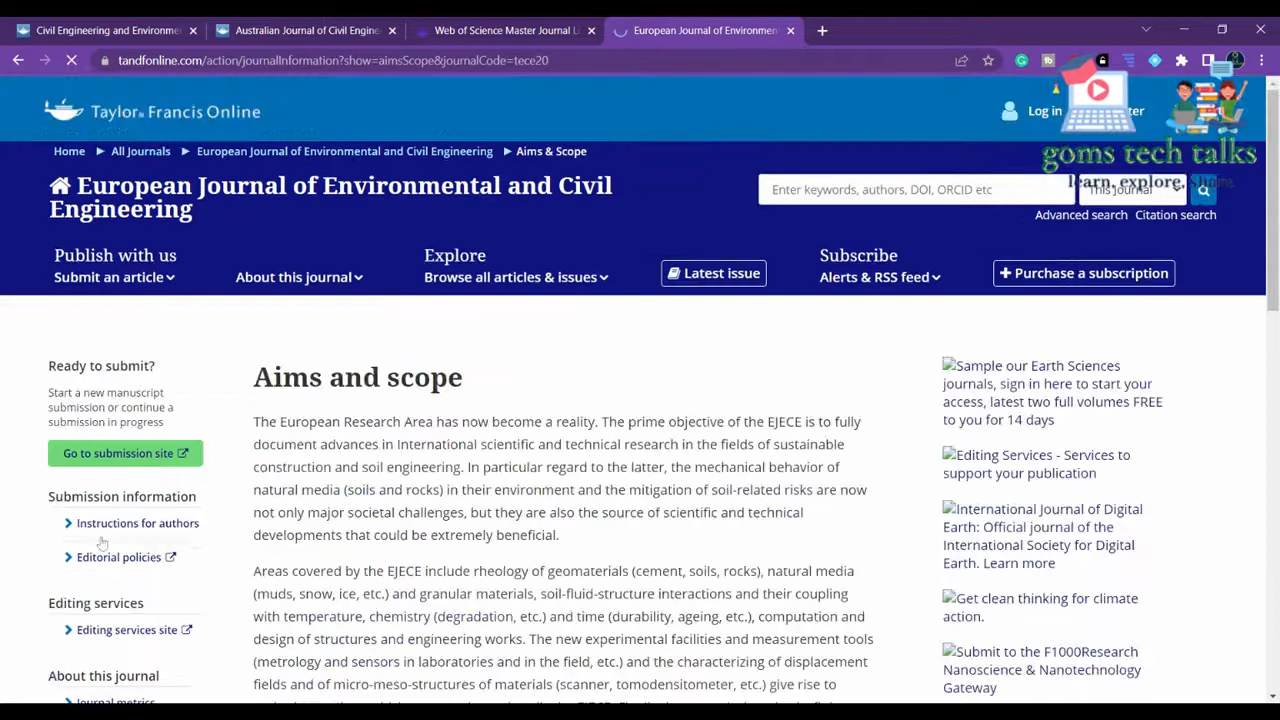 Civil Engineering and Environme
Australian Journal of Civil Engine
Web of Science Master Journal Li
European Journal of Environmen
tandfonline.com/action/journalInformation?show=aimsScope&journalCode=tece20
Taylor & Francis Online
Log in
ter
goms tech talks
learn, explore,
Home All Journals European Journal of Environmental and Civil Engineering Aims & Scope
European Journal of Environmental and Civil
Engineering
Enter keywords, authors, DOI, ORCID etc
This Journal
Advanced search Citation search
Publish with us
Submit an article
About this journal
Explore
Browse all articles & issues
Latest issue
Subscribe
Alerts & RSS feed
+ Purchase a subscription
Ready to submit?
Start a new manuscript
submission or continue a
submission in progress
Go to submission site
Submission information
Instructions for authors
Editorial policies
Editing services
Editing services site
About this journal
Journal metrics
Aims and scope
The European Research Area has now become a reality. The prime objective of the EJECE is to fully
document advances in International scientific and technical research in the fields of sustainable
construction and soil engineering. In particular regard to the latter, the mechanical behavior of
natural media (soils and rocks) in their environment and the mitigation of soil-related risks are now
not only major societal challenges, but they are also the source of scientific and technical
developments that could be extremely beneficial.
Areas covered by the EJECE include rheology of geomaterials (cement, soils, rocks), natural media
(muds, snow, ice, etc.) and granular materials, soil-fluid-structure interactions and their coupling
with temperature, chemistry (degradation, etc.) and time (durability, ageing, etc.), computation and
design of structures and engineering works. The new experimental facilities and measurement tools
(metrology and sensors in laboratories and in the field, etc.) and the characterizing of displacement
fields and of micro-meso-structures of materials (scanner, tomodensitometer, etc.) give rise to
Sample our Earth Sciences
journals, sign in here to start your
access, latest two full volumes FREE
to you for 14 days
Editing Services - Services to
support your publication
International Journal of Digital
Earth: Official journal of the
International Society for Digital
Earth. Learn more
Get clean thinking for climate
action.
Submit to the F1000Research
Nanoscience & Nanotechnology
Gateway